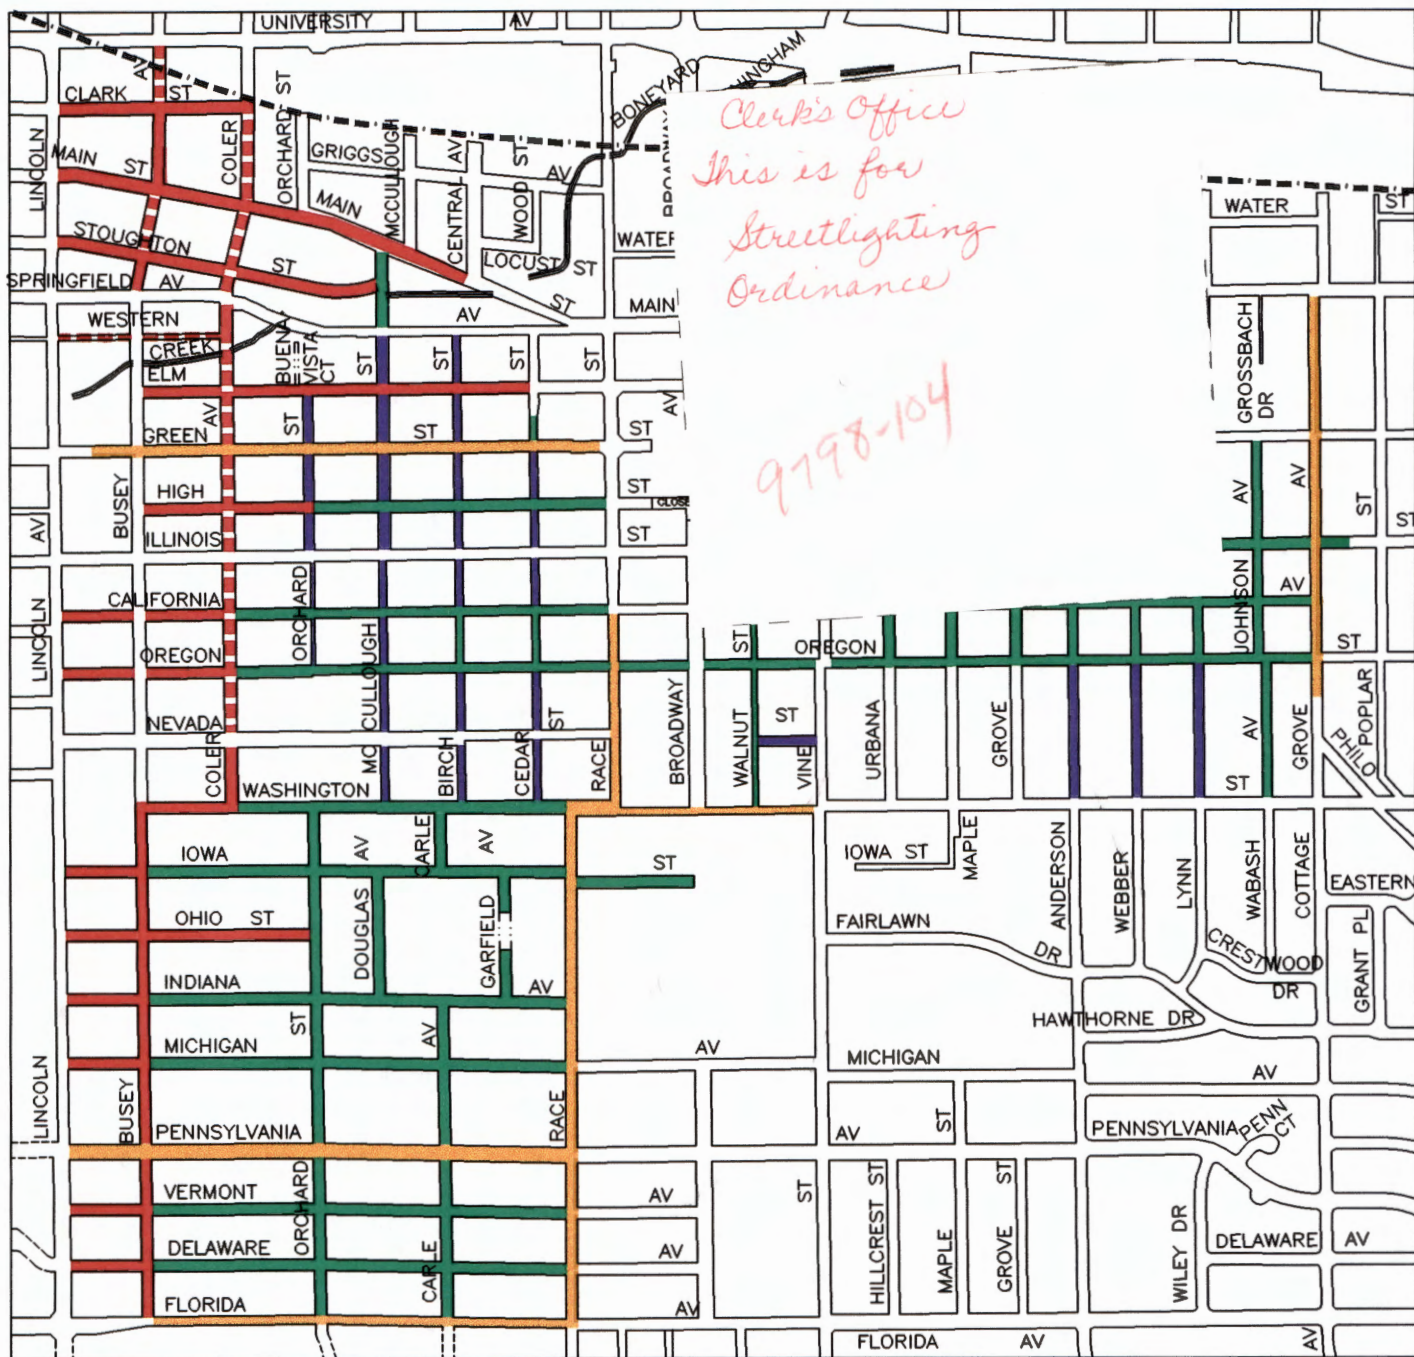 UNIVERSITY AV
CLARK ST
AV
MAIN ST
LINCOLN
COLER
ORCHARD ST
GRIGGS
MCCULLOUGH
CENTRAL AV
WOOD ST
AV
BONEYARD
MAIN
STOUGHTON ST
LOCUST ST
WATER
SPRINGFIELD AV
ST
MAIN
WESTERN
AV
CREEK
BUENA VISTA CT
ST
ST
ST
ST
ELM
AV
AV
GREEN
ST
ST
ST
Clerk's Office
This is for
Streetlighting
Ordinance
9798-104
WATER
ST
GROSSBACH DR
HIGH
ST
CLOSE
BUSEY
AV
ILLINOIS
ST
AV
AV
ST
ST
CALIFORNIA
ORCHARD
JOHNSON
AV
LINCOLN
OREGON
MC CULLOUGH
ST
OREGON
ST
NEVADA
COLER
ST
BIRCH
CEDAR
RACE
BROADWAY
WALNUT
ST
VINE
URBANA
GROVE
AV
GROVE
POPLAR
PHILO
WASHINGTON
ST
IOWA
AV
CARLE
AV
ST
IOWA ST
MAPLE
ANDERSON
WEBBER
LYNN
WABASH
COTTAGE
EASTERN
OHIO ST
DOUGLAS
GARFIELD
FAIRLAWN
DR
CRESTWOOD
DR
GRANT PL
INDIANA
AV
HAWTHORNE DR
MICHIGAN
ST
AV
AV
MICHIGAN
AV
LINCOLN
BUSEY
PENNSYLVANIA
RACE
AV
ST
PENNSYLVANIA
PENN CT
VERMONT
ORCHARD
AV
ST
HILLCREST ST
MAPLE
GROVE ST
WILEY DR
DELAWARE
CARLE
AV
DELAWARE AV
FLORIDA
AV
FLORIDA AV
AV